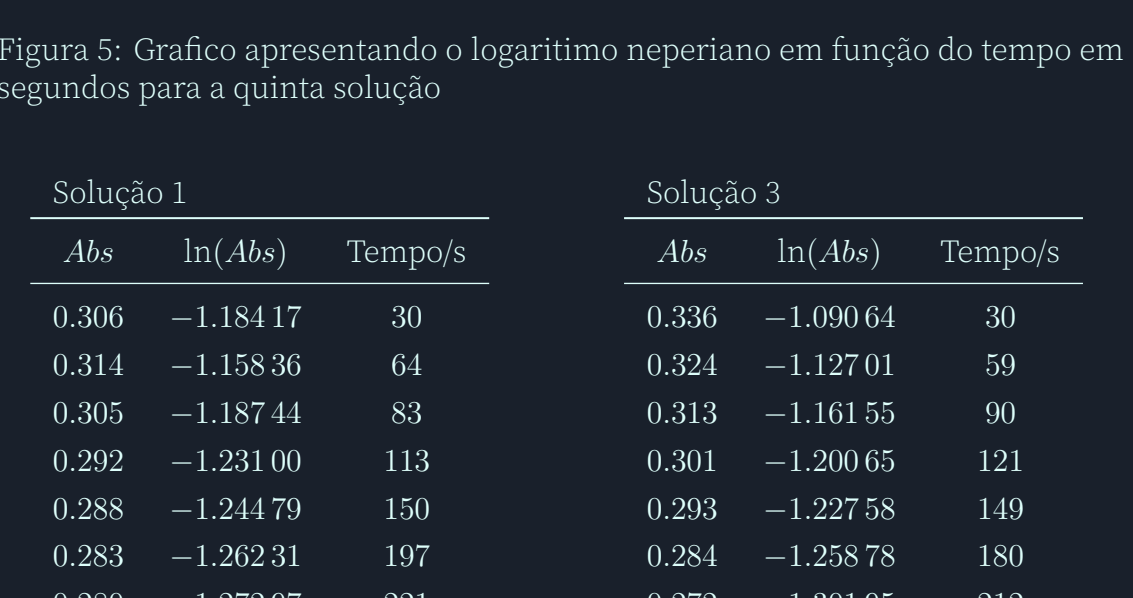 Figura 5: Grafico apresentando o logaritimo neperiano em função do tempo em
segundos para a quinta solução
Solução 1
Abs ln(Abs) Tempo/s
0.306 −1.184 17 30
0.314 −1.158 36 64
0.305 −1.187 44 83
0.292 −1.231 00 113
0.288 −1.244 79 150
0.283 −1.262 31 197
Solução 3
Abs ln(Abs) Tempo/s
0.336 −1.090 64 30
0.324 −1.127 01 59
0.313 −1.161 55 90
0.301 −1.200 65 121
0.293 −1.227 58 149
0.284 −1.258 78 180